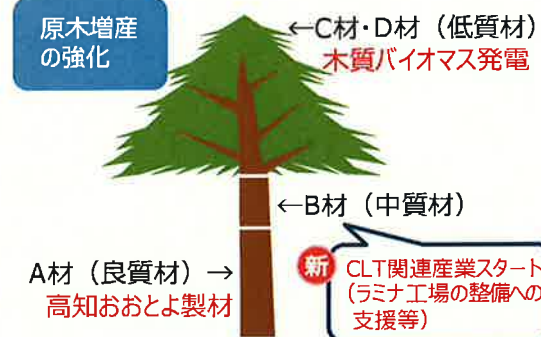 原木増産
の強化
←C材・D材（低質材）
木質バイオマス発電
←B材（中質材）
A材（良質材）→
高知おおとよ製材
新
CLT関連産業スタート
（ラミナ工場の整備への
支援等）